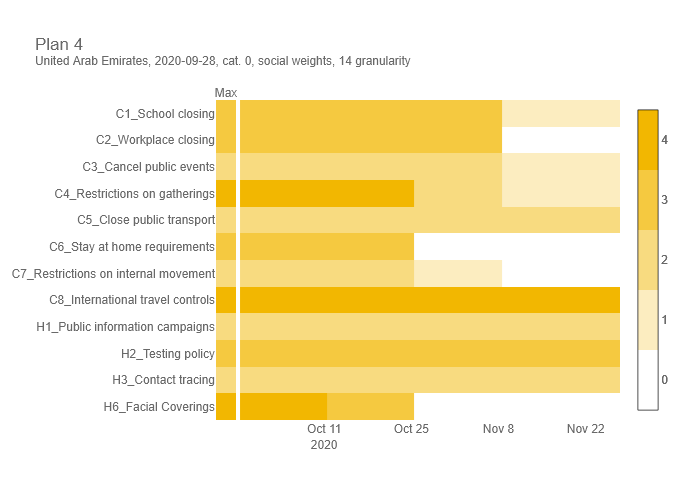 Plan 4
United Arab Emirates, 2020-09-28, cat. 0, social weights, 14 granularity
Max
C1_School closing
C2_Workplace closing
C3_Cancel public events
C4_Restrictions on gatherings
C5_Close public transport
C6_Stay at home requirements
C7_Restrictions on internal movement
C8_International travel controls
H1_Public information campaigns
H2_Testing policy
H3_Contact tracing
H6_Facial Coverings
Oct 11
2020
Oct 25
Nov 8
Nov 22
4
3
2
1
0